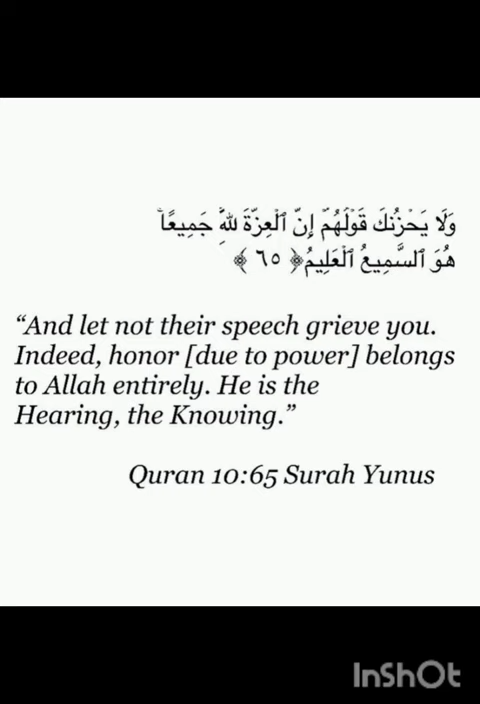 وَلَا يَحْزُنكَ قَوْلُهُمْ إِنَّ ٱلْعِزَّةَ لِلَّهِ جَمِيعًا
هُوَ ٱلسَّمِيعُ ٱلْعَلِيمُ﴿٦٥﴾
“And let not their speech grieve you.
Indeed, honor [due to power] belongs
to Allah entirely. He is the
Hearing, the Knowing.”
Quran 10:65 Surah Yunus
InShOt